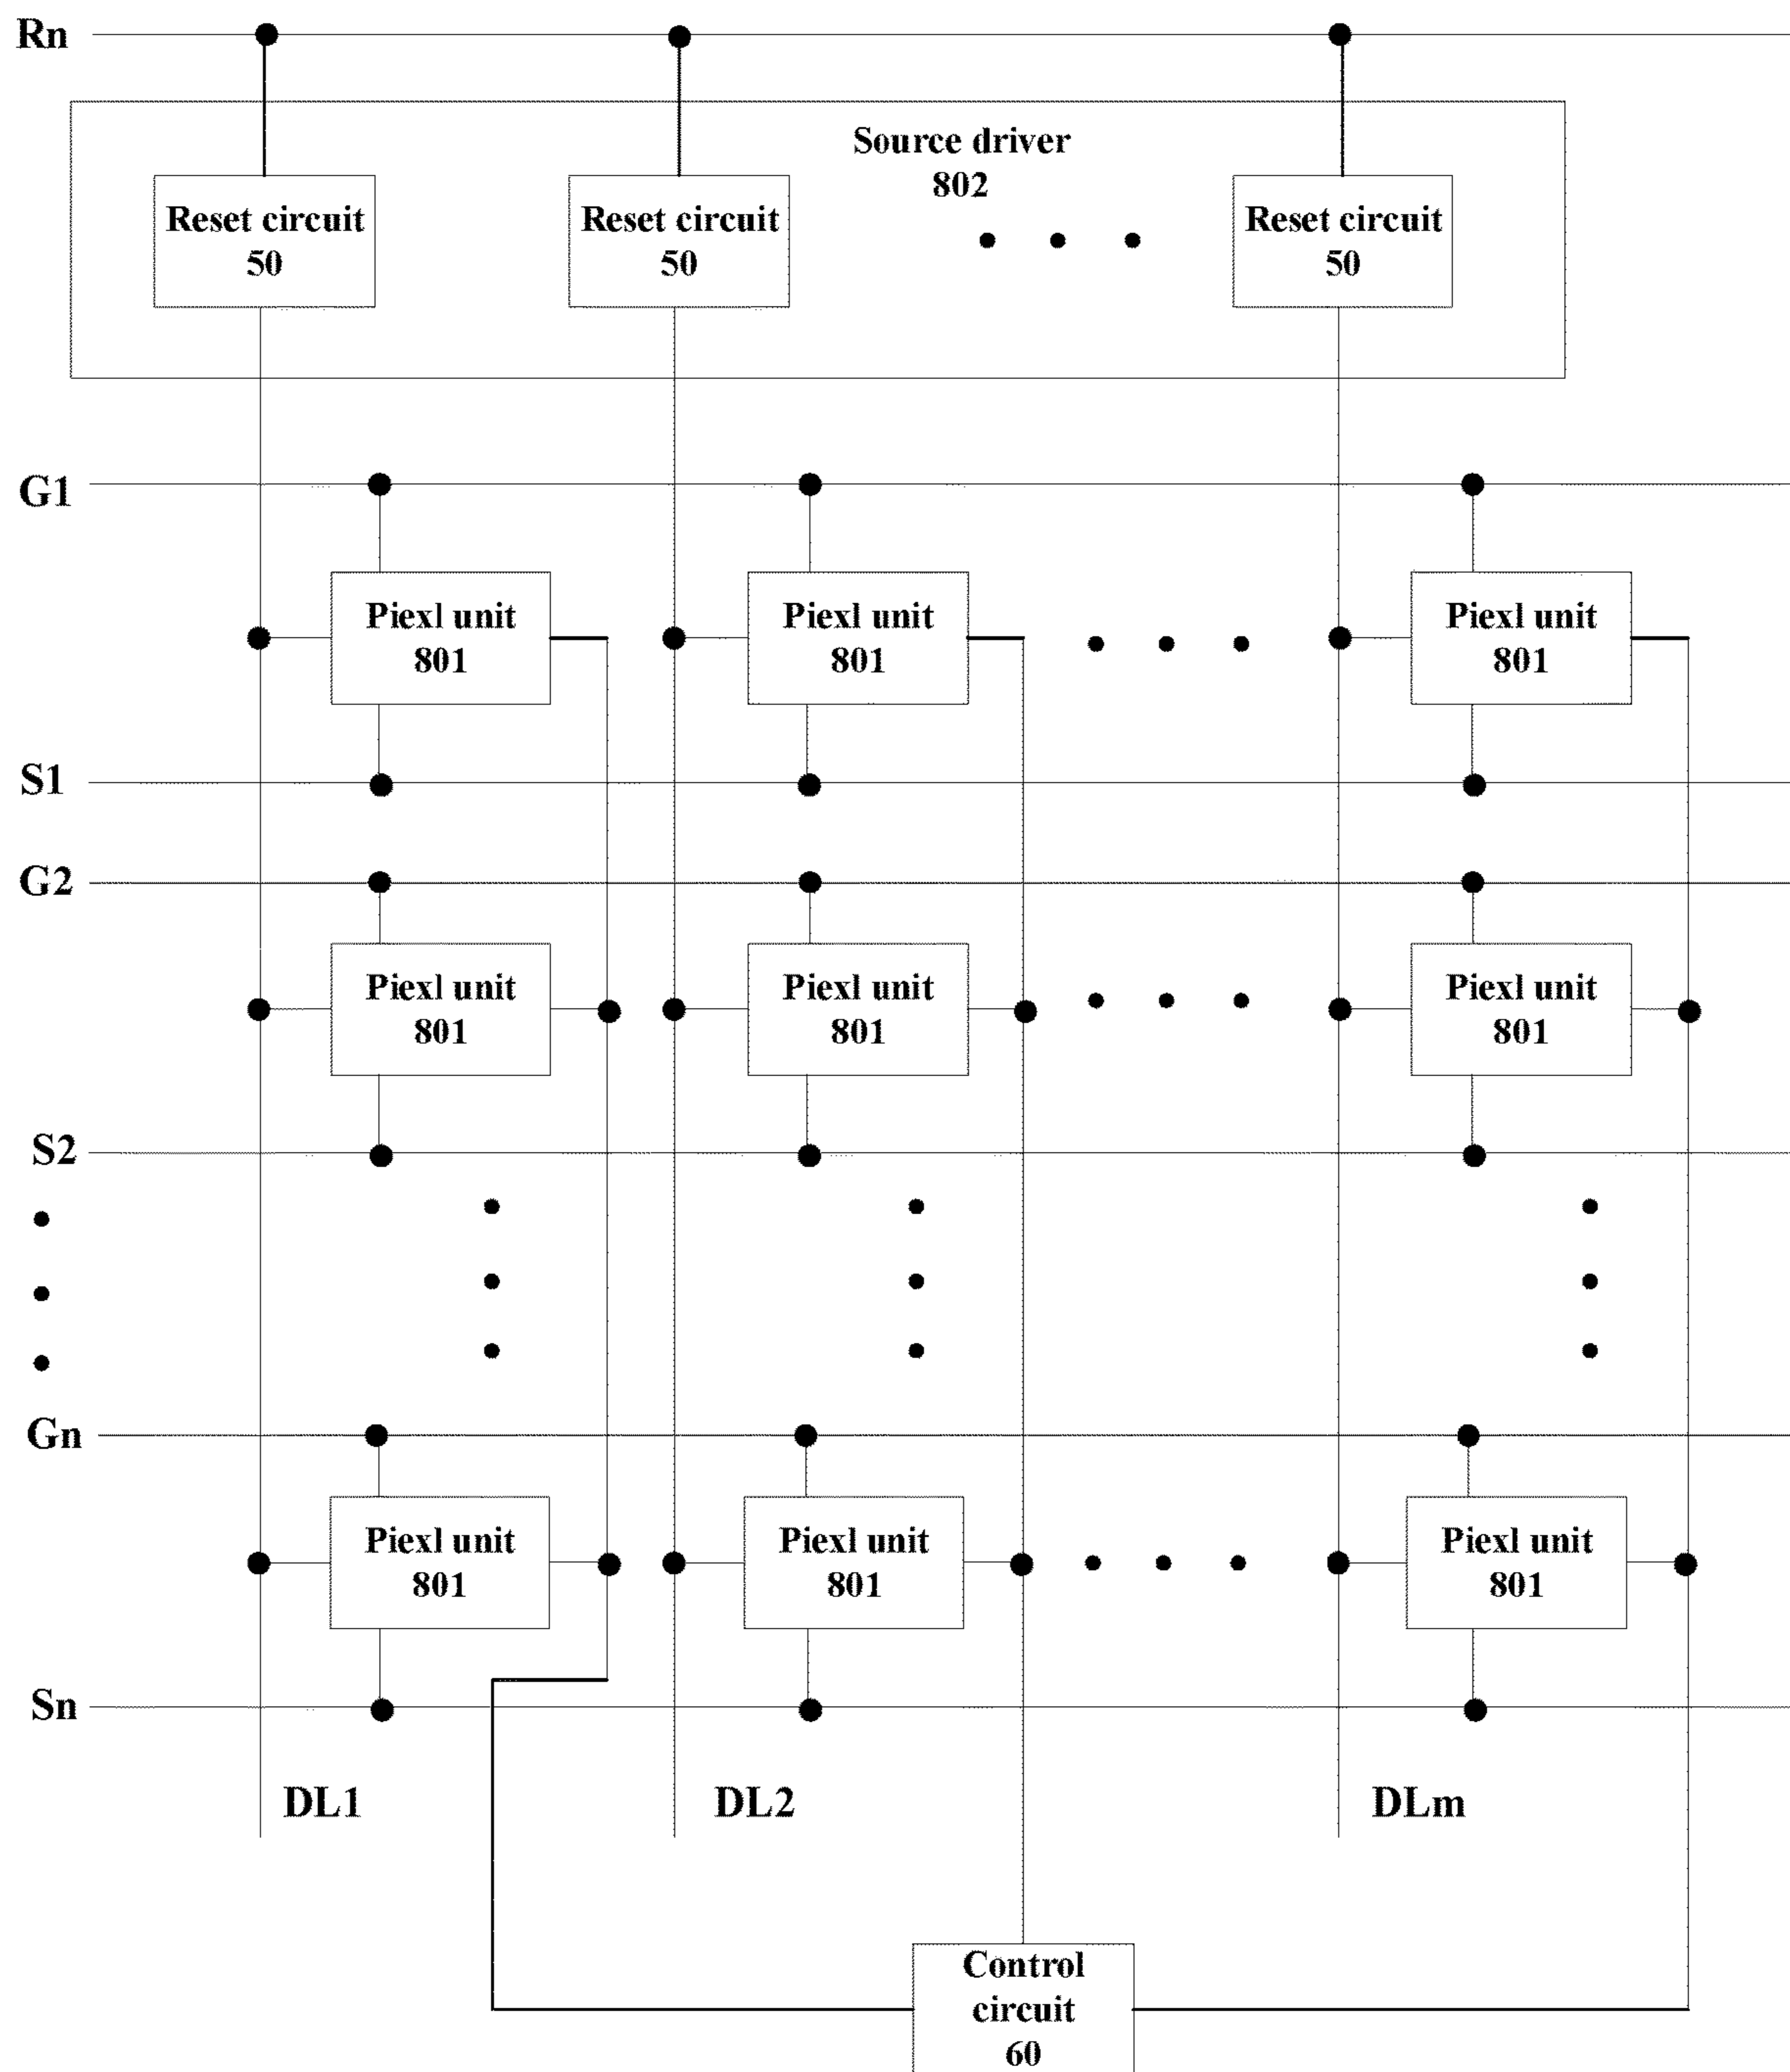 Rn
Source driver
802
Reset circuit
50
Reset circuit
50
Reset circuit
50
G1
Piexl unit
801
Piexl unit
801
Piexl unit
801
S1
G2
Piexl unit
801
Piexl unit
801
Piexl unit
801
S2
Gn
Piexl unit
801
Piexl unit
801
Piexl unit
801
Sn
DL1
DL2
DLm
Control
circuit
60